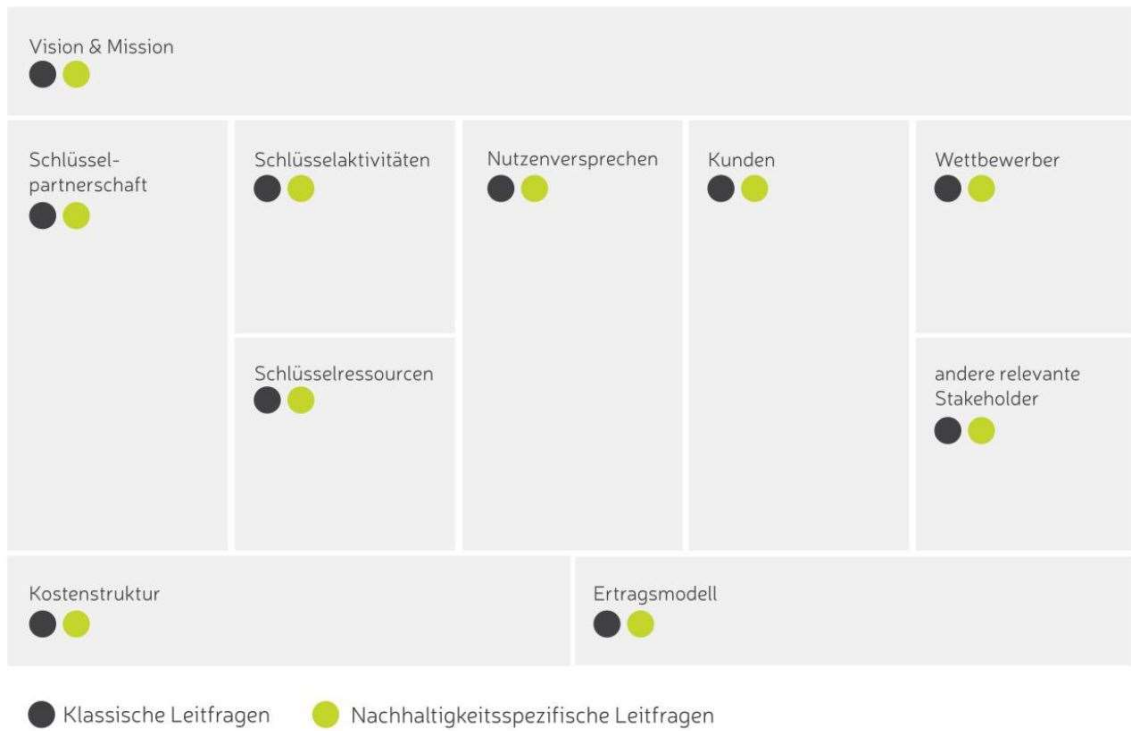 Vision & Mission
Schlüssel-
partnerschaft
Schlüsselaktivitäten
Schlüsselressourcen
Nutzenversprechen
Kunden
Wettbewerber
andere relevante
Stakeholder
Kostenstruktur
Ertragsmodell
Klassische Leitfragen
Nachhaltigkeitsspezifische Leitfragen